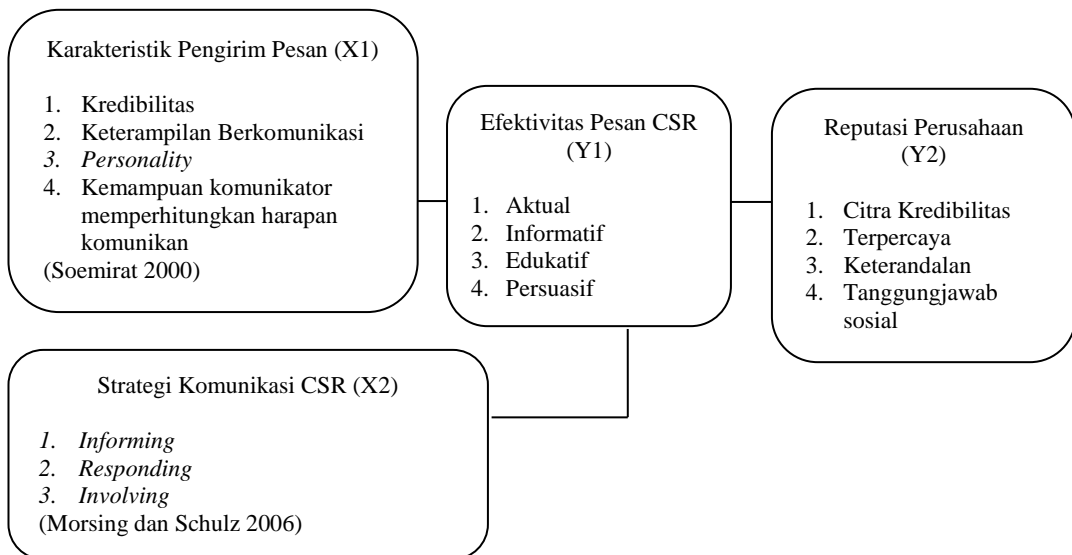 Karakteristik Pengirim Pesan (X1)
1. Kredibilitas
2. Keterampilan Berkomunikasi
3. Personality
4. Kemampuan komunikator
memperhitungkan harapan
komunikan
(Soemirat 2000)
Efektivitas Pesan CSR
(Y1)
1. Aktual
2. Informatif
3. Edukatif
4. Persuasif
Reputasi Perusahaan
(Y2)
1. Citra Kredibilitas
2. Terpercaya
3. Keterandalan
4. Tanggungjawab
sosial
Strategi Komunikasi CSR (X2)
1. Informing
2. Responding
3. Involving
(Morsing dan Schulz 2006)